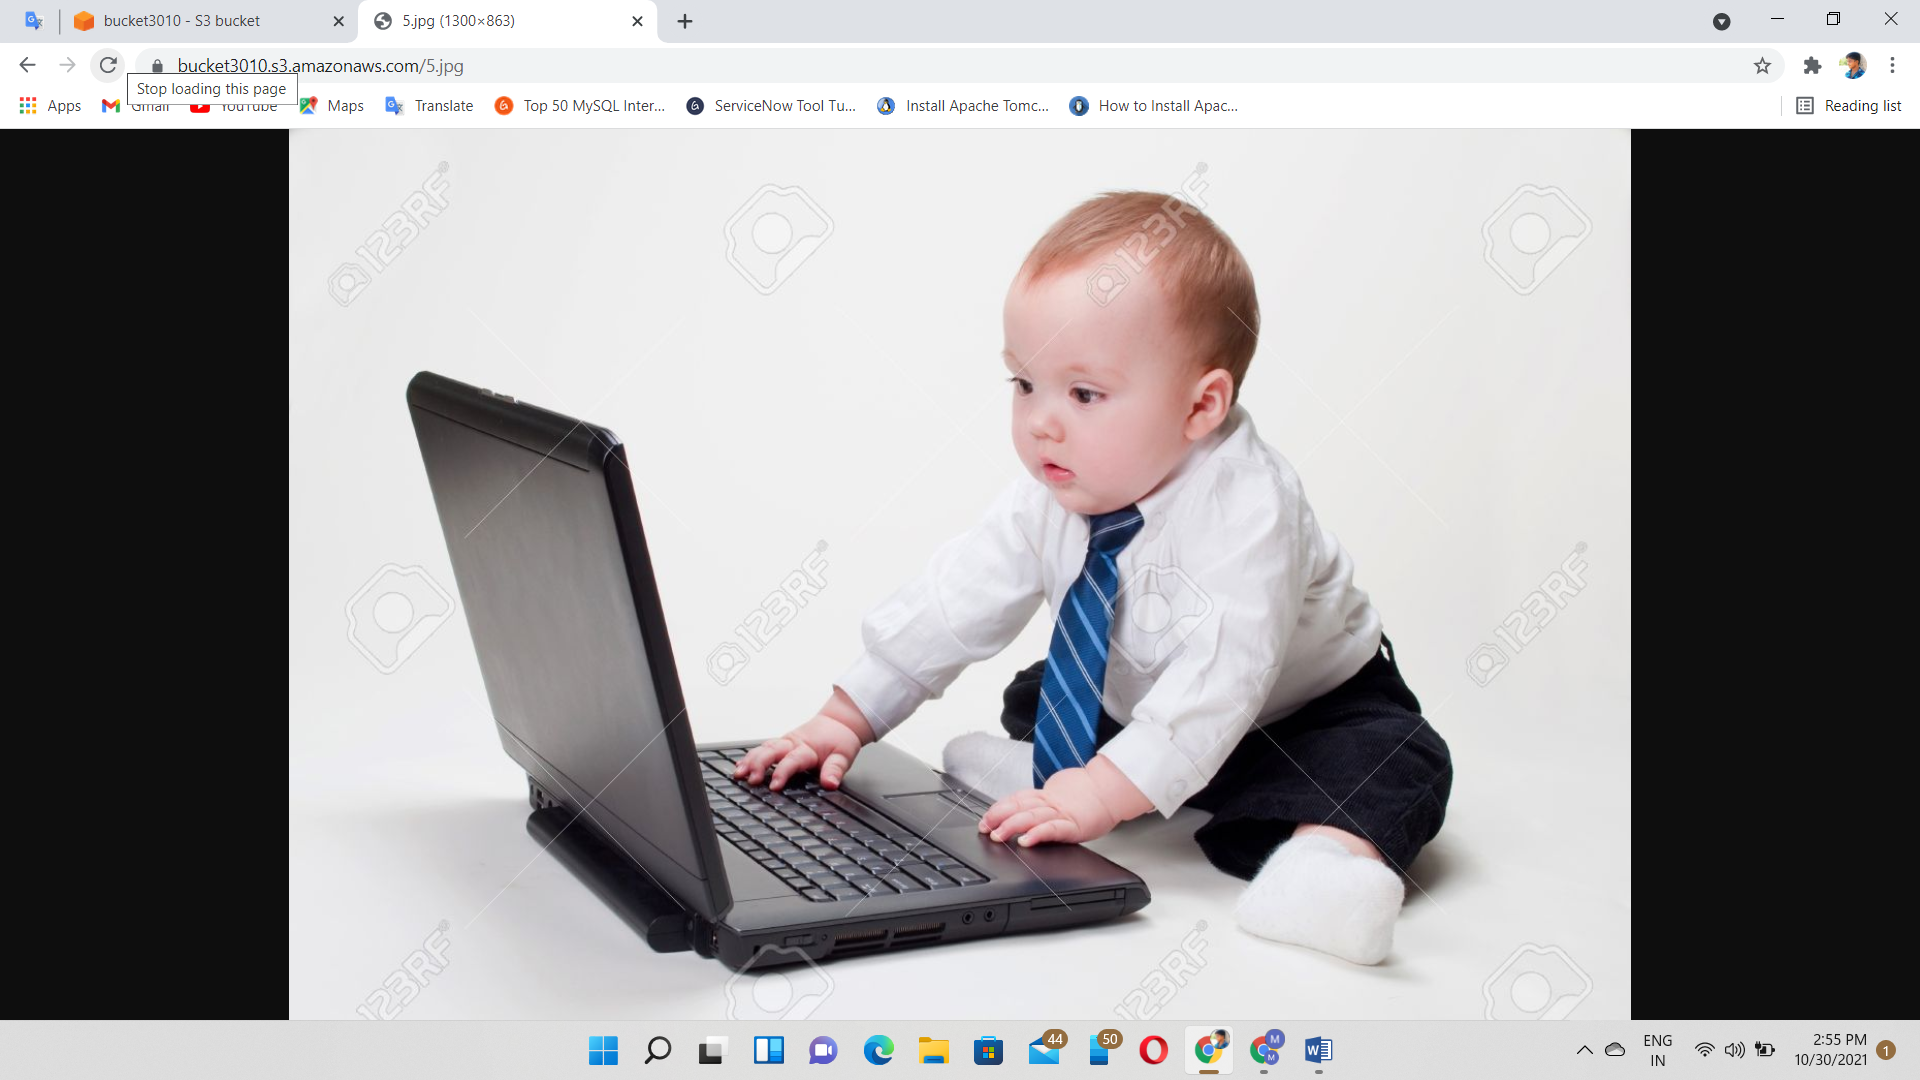 bucket3010 - S3 bucket
5.jpg (1300×863)
bucket3010.s3.amazonaws.com/5.jpg
Stop loading this page
Apps
Gmail
YouTube
Maps
Translate
Top 50 MySQL Inter...
ServiceNow Tool Tu...
Install Apache Tomc...
How to Install Apac...
Reading list
123RF®
123RF®
123RF®
123RF®
123RF®
123RF®
44
50
M
M
ENG
IN
2:55 PM
10/30/2021
1